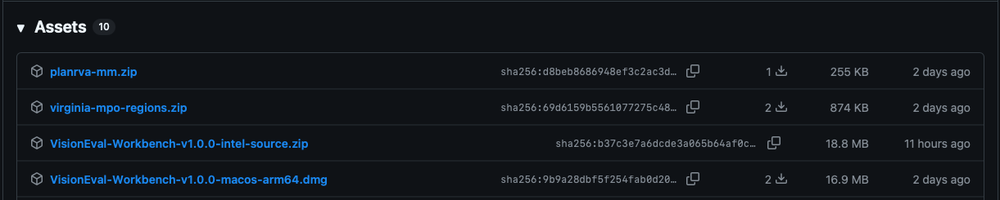 Assets 10
planrva-mm.zip sha256:d8beb8686948ef3c2ac3d… 1 255 KB 2 days ago
virginia-mpo-regions.zip sha256:69d6159b5561077275c48… 2 874 KB 2 days ago
VisionEval-Workbench-v1.0.0-intel-source.zip sha256:b37c3e7a6dcde3a065b64af0c… 18.8 MB 11 hours ago
VisionEval-Workbench-v1.0.0-macos-arm64.dmg sha256:9b9a28dbf5f254fab0d20… 2 16.9 MB 2 days ago